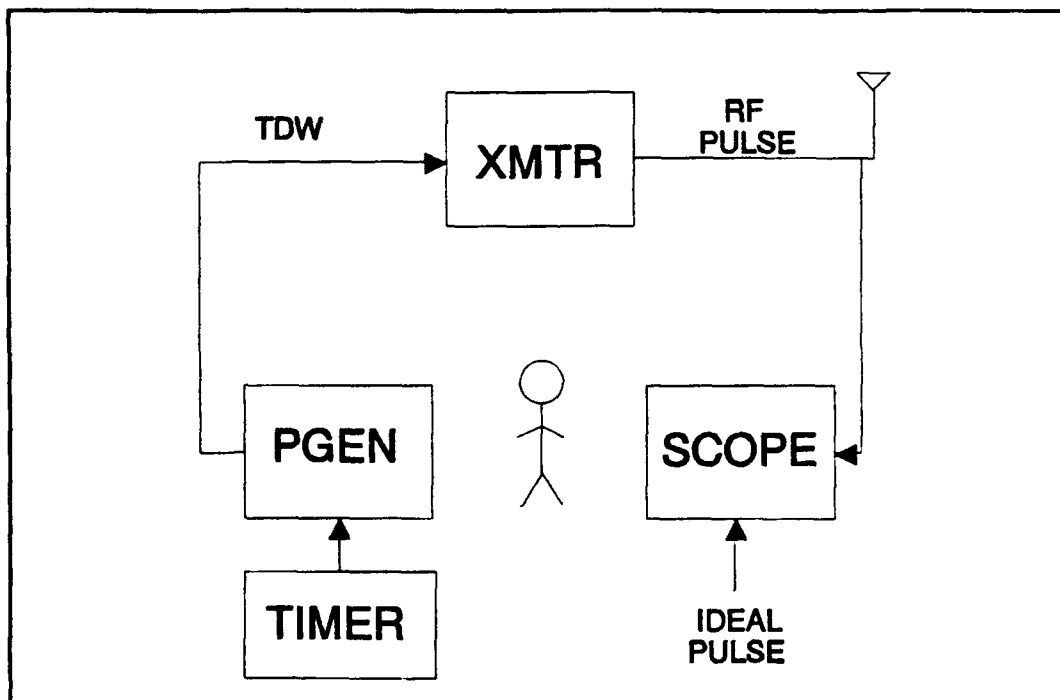 TDW
XMTR
RF
PULSE
PGEN
SCOPE
TIMER
IDEAL
PULSE